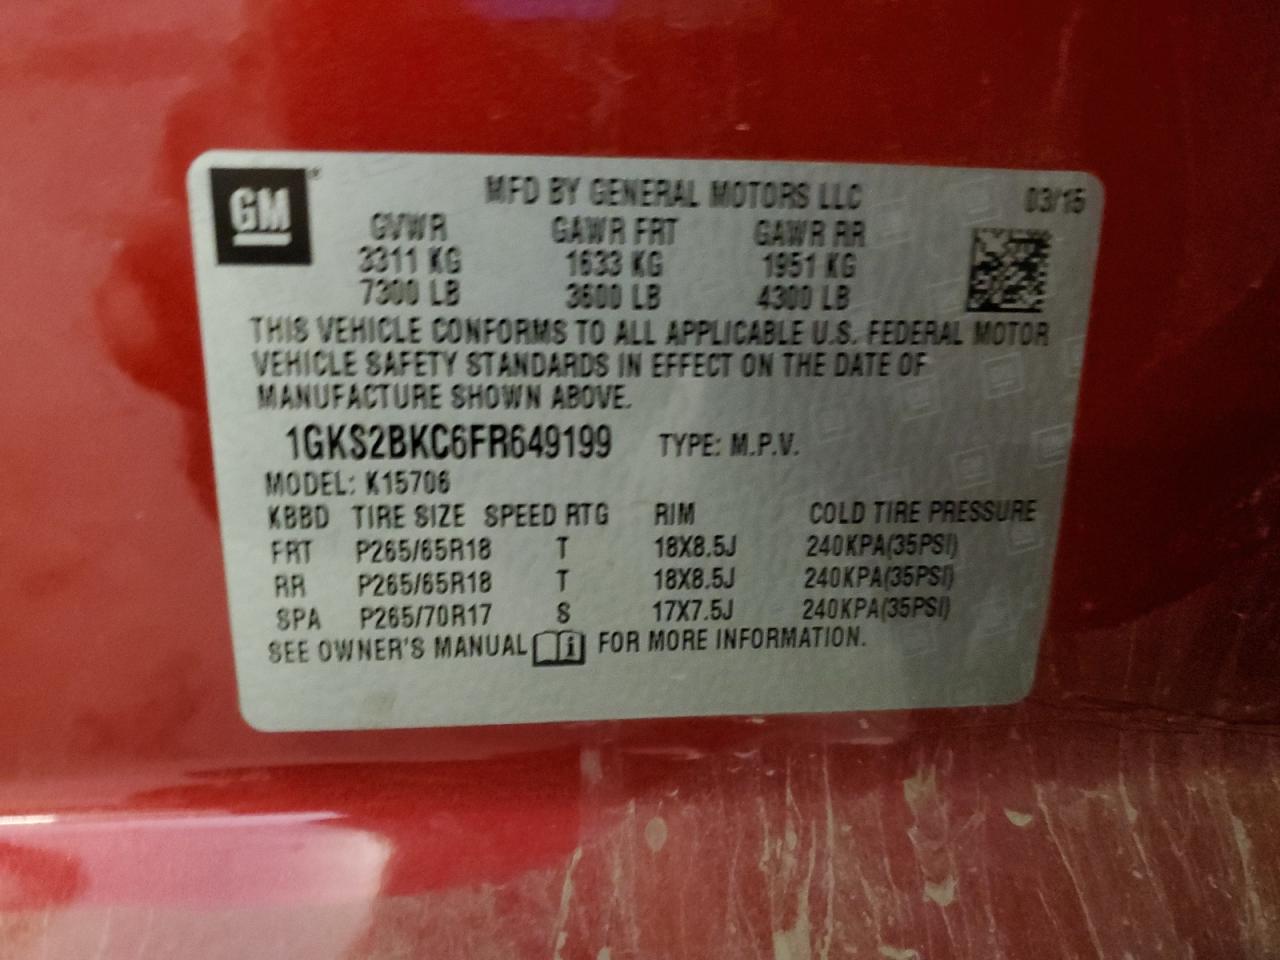 GM ® MFD BY GENERAL MOTORS LLC 03/15
GVWR GAWR FRT GAWR RR
3311 KG 1633 KG 1951 KG
7300 LB 3600 LB 4300 LB
THIS VEHICLE CONFORMS TO ALL APPLICABLE U.S. FEDERAL MOTOR
VEHICLE SAFETY STANDARDS IN EFFECT ON THE DATE OF
MANUFACTURE SHOWN ABOVE.
1GKS2BKC6FR649199 TYPE: M.P.V.
MODEL: K15706
KBBD TIRE SIZE SPEED RTG RIM COLD TIRE PRESSURE
FRT P265/65R18 T 18X8.5J 240KPA(35PSI)
RR P265/65R18 T 18X8.5J 240KPA(35PSI)
SPA P265/70R17 S 17X7.5J 240KPA(35PSI)
SEE OWNER'S MANUAL i FOR MORE INFORMATION.